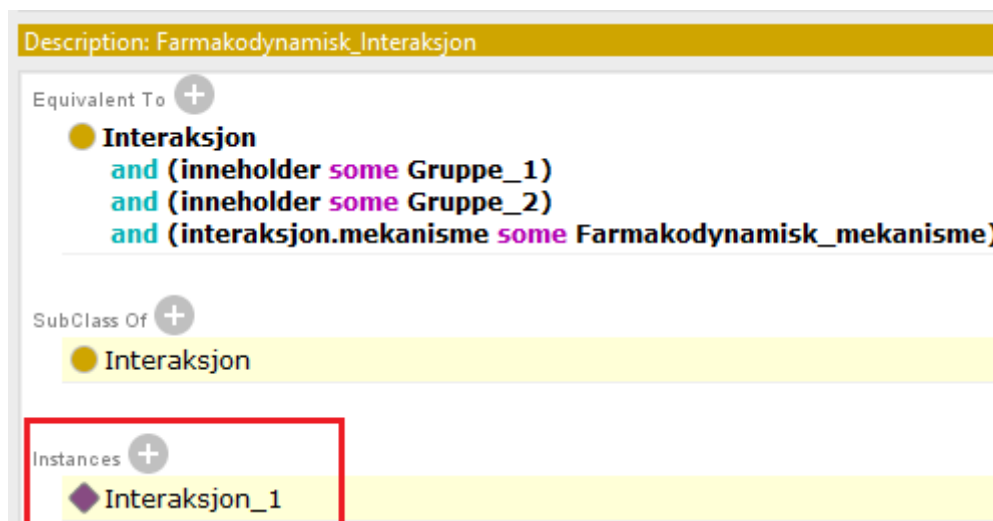 Description: Farmakodynamisk_Interaksjon
Equivalent To
Interaksjon
and (inneholder some Gruppe_1)
and (inneholder some Gruppe_2)
and (interaksjon.mekanisme some Farmakodynamisk_mekanisme)
SubClass Of
Interaksjon
Instances
Interaksjon_1